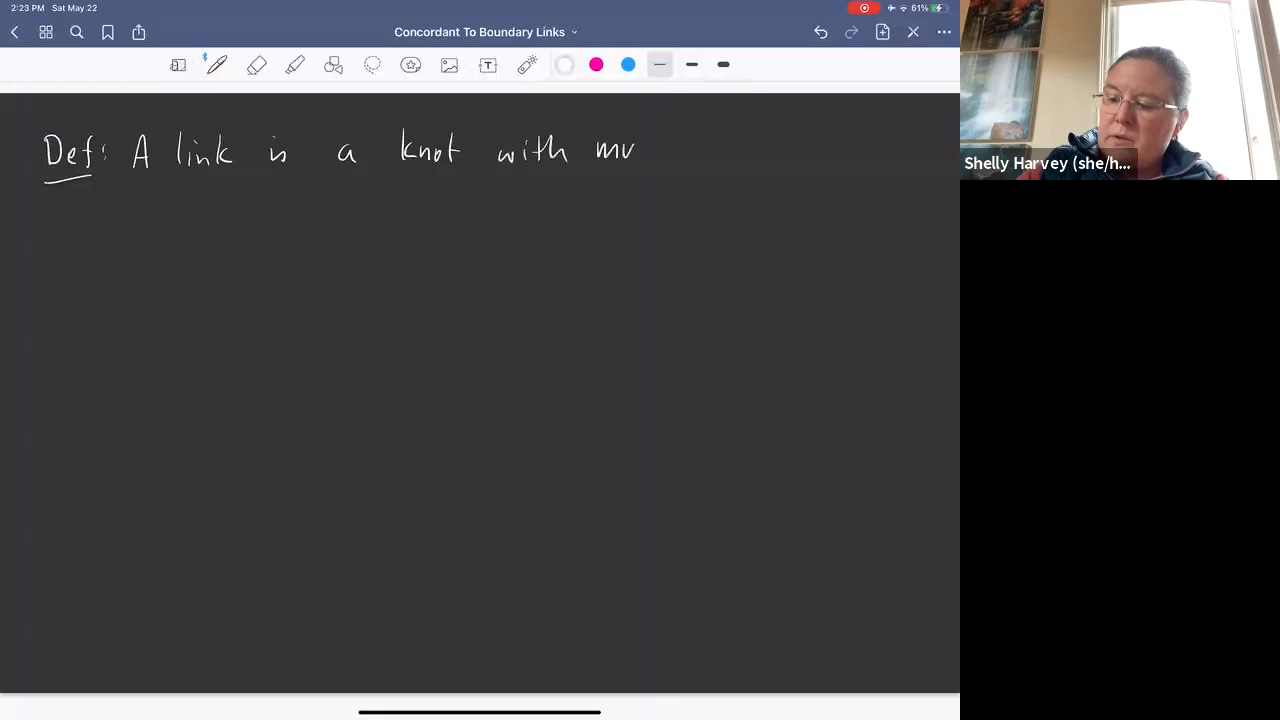 2:23 PM Sat May 22
61%
Concordant To Boundary Links
T
Def: A link is a knot with mu
Shelly Harvey (she/h...